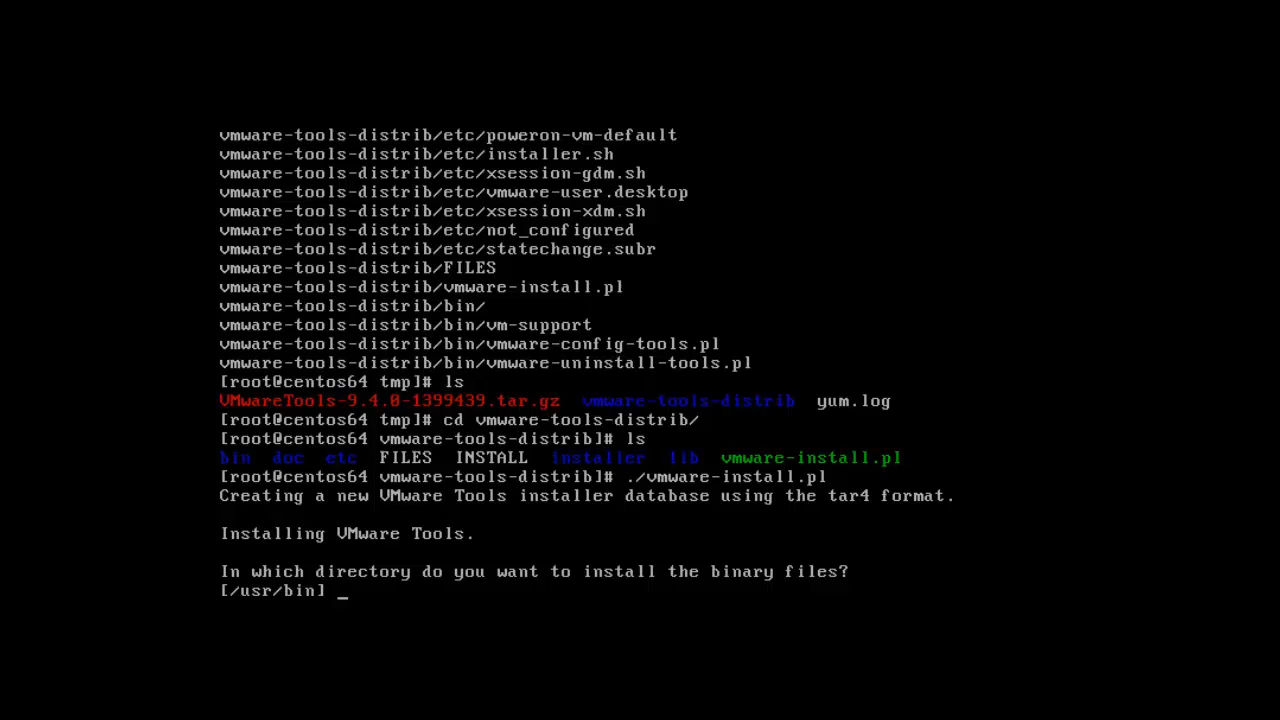 vmware-tools-distrib/etc/poweron-vm-default
vmware-tools-distrib/etc/installer.sh
vmware-tools-distrib/etc/xsession-gdm.sh
vmware-tools-distrib/etc/vmware-user.desktop
vmware-tools-distrib/etc/xsession-xdm.sh
vmware-tools-distrib/etc/not_configured
vmware-tools-distrib/etc/statechange.subr
vmware-tools-distrib/FILES
vmware-tools-distrib/vmware-install.pl
vmware-tools-distrib/bin/
vmware-tools-distrib/bin/vm-support
vmware-tools-distrib/bin/vmware-config-tools.pl
vmware-tools-distrib/bin/vmware-uninstall-tools.pl
[root@centos64 tmp]# ls
VMwareTools-9.4.0-1399439.tar.gz  vmware-tools-distrib  yum.log
[root@centos64 tmp]# cd vmware-tools-distrib/
[root@centos64 vmware-tools-distrib]# ls
bin  doc  etc  FILES  INSTALL  installer  lib  vmware-install.pl
[root@centos64 vmware-tools-distrib]# ./vmware-install.pl
Creating a new VMware Tools installer database using the tar4 format.
Installing VMware Tools.
In which directory do you want to install the binary files?
[/usr/bin] _